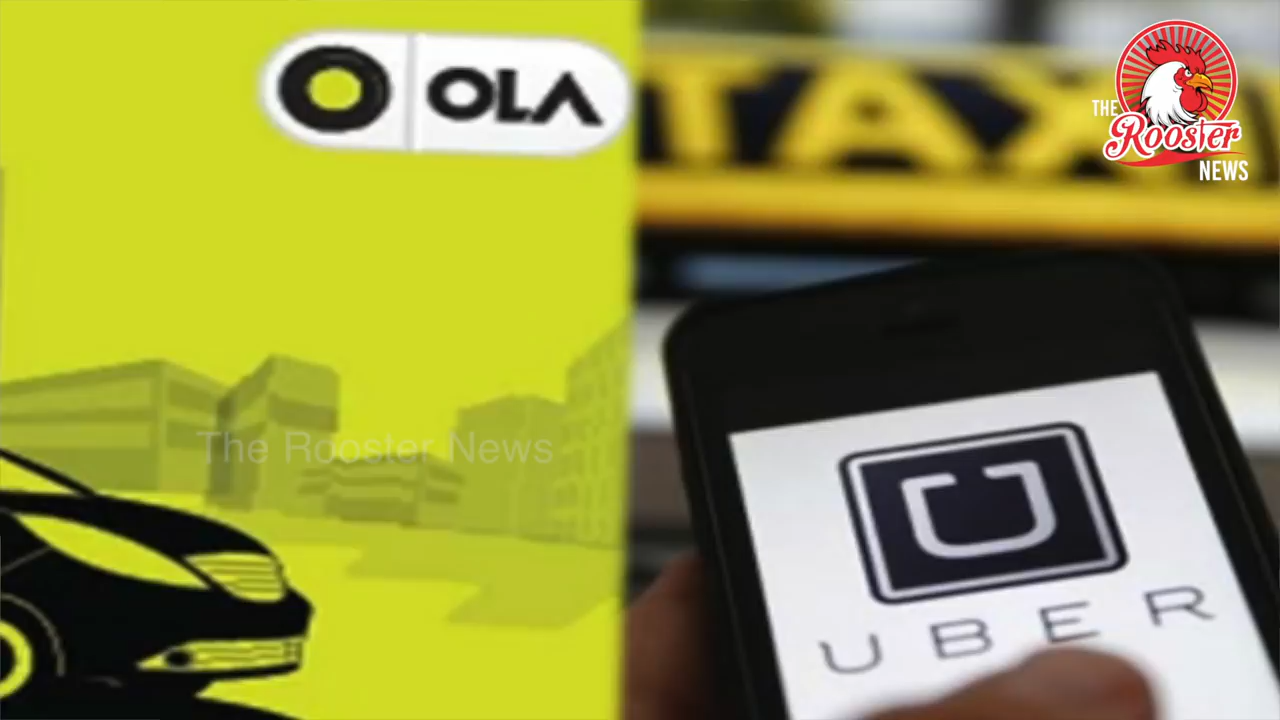 OLA
TAXI
THE
Rooster
NEWS
The Rooster News
U
UBER